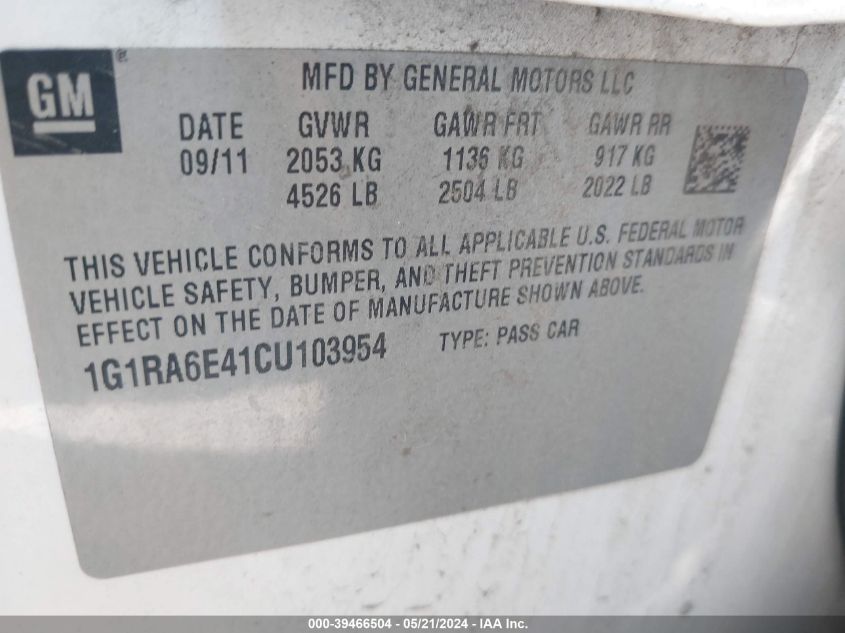 GM ®
MFD BY GENERAL MOTORS LLC
DATE GVWR GAWR FRT GAWR RR
09/11 2053 KG 1136 KG 917 KG
4526 LB 2504 LB 2022 LB
THIS VEHICLE CONFORMS TO ALL APPLICABLE U.S. FEDERAL MOTOR
VEHICLE SAFETY, BUMPER, AND THEFT PREVENTION STANDARDS IN
EFFECT ON THE DATE OF MANUFACTURE SHOWN ABOVE.
1G1RA6E41CU103954 TYPE: PASS CAR
000-39466504 - 05/21/2024 - IAA Inc.